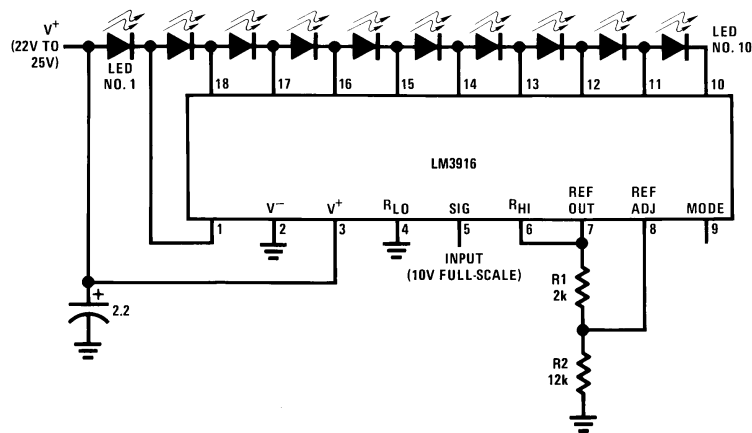 V+
(22V TO
25V)
LED
NO. 1
LED
NO. 10
18
17
16
15
14
13
12
11
10
LM3916
V−
V+
RLO
SIG
RHI
REF
OUT
REF
ADJ
MODE
1
2
3
4
5
6
7
8
9
INPUT
(10V FULL-SCALE)
+
2.2
R1
2k
R2
12k